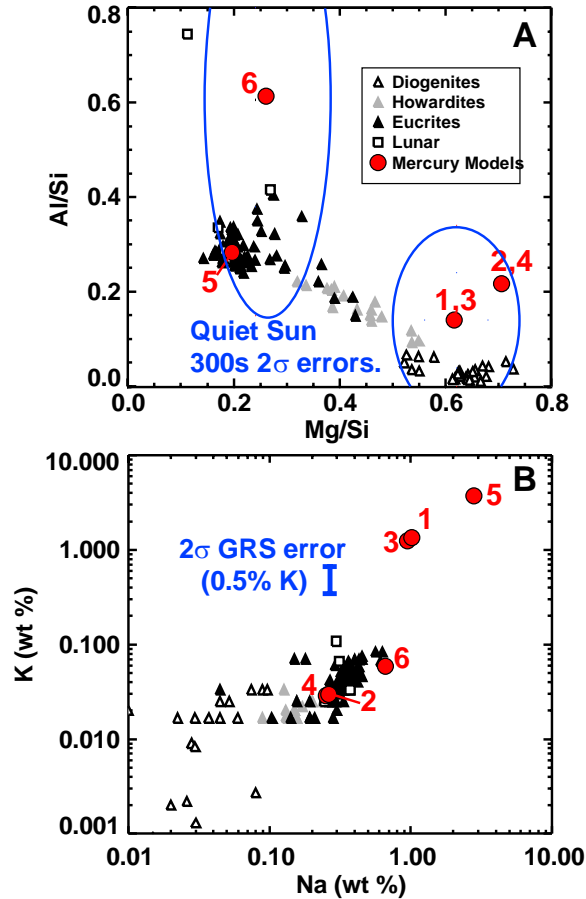 A
0.8
0.6
0.4
0.2
0.0
Al/Si
6
Diogenites
Howardites
Eucrites
Lunar
Mercury Models
5
2,4
1,3
Quiet Sun
300s 2σ errors.
0.0 0.2 0.4 0.6 0.8
Mg/Si
B
10.000
1.000
0.100
0.010
0.001
K (wt %)
5
1
3
2σ GRS error
(0.5% K)
6
4
2
0.01 0.10 1.00 10.00
Na (wt %)